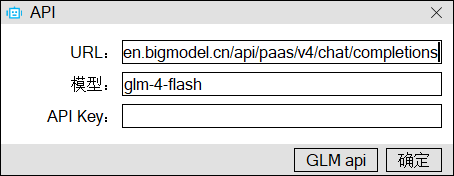 API
URL： en.bigmodel.cn/api/paas/v4/chat/completions
模型： glm-4-flash
API Key：
GLM api 确定